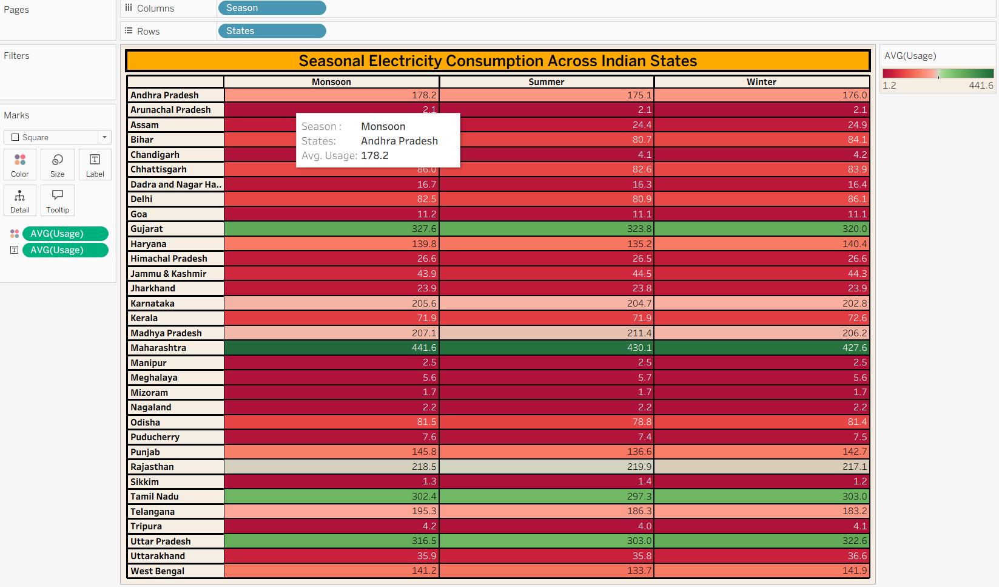 Pages
Columns Season
Rows States
Filters
Marks
Square
Color Size Label
Detail Tooltip
AVG(Usage)
AVG(Usage)
Seasonal Electricity Consumption Across Indian States
Monsoon Summer Winter
Andhra Pradesh 178.2 175.1 176.0
Arunachal Pradesh 2.1 2.1 2.1
Assam 24.4 24.9
Bihar 80.7 84.1
Chandigarh 4.1 4.2
Chhattisgarh 86.0 82.6 83.9
Dadra and Nagar Ha.. 16.7 16.3 16.4
Delhi 82.5 80.9 86.1
Goa 11.2 11.1 11.1
Gujarat 327.6 323.8 320.0
Haryana 139.8 135.2 140.4
Himachal Pradesh 26.6 26.5 26.6
Jammu & Kashmir 43.9 44.5 44.3
Jharkhand 23.9 23.8 23.9
Karnataka 205.6 204.7 202.8
Kerala 71.9 71.9 72.6
Madhya Pradesh 207.1 211.4 206.2
Maharashtra 441.6 430.1 427.6
Manipur 2.5 2.5 2.5
Meghalaya 5.6 5.7 5.6
Mizoram 1.7 1.7 1.7
Nagaland 2.2 2.2 2.2
Odisha 81.5 78.8 81.4
Puducherry 7.6 7.4 7.5
Punjab 145.8 136.6 142.7
Rajasthan 218.5 219.9 217.1
Sikkim 1.3 1.4 1.2
Tamil Nadu 302.4 297.3 303.0
Telangana 195.3 186.3 183.2
Tripura 4.2 4.0 4.1
Uttar Pradesh 316.5 303.0 322.6
Uttarakhand 35.9 35.8 36.6
West Bengal 141.2 133.7 141.9
Season : Monsoon
States: Andhra Pradesh
Avg. Usage: 178.2
AVG(Usage)
1.2 441.6